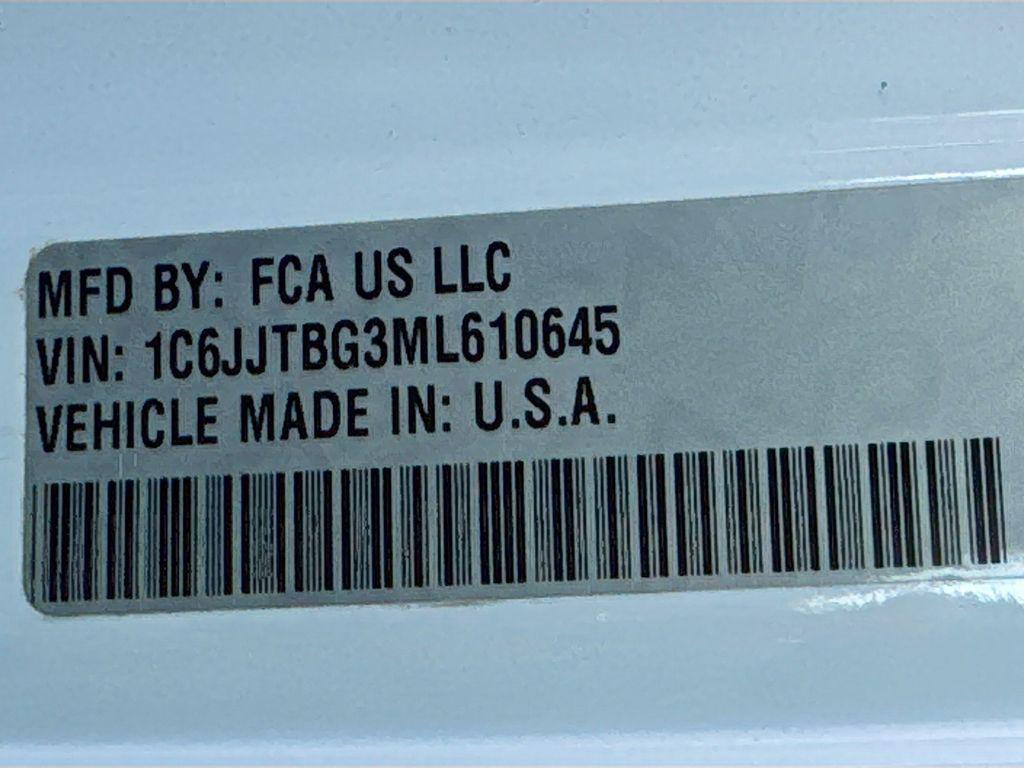 MFD BY: FCA US LLC
VIN: 1C6JJTBG3ML610645
VEHICLE MADE IN: U.S.A.